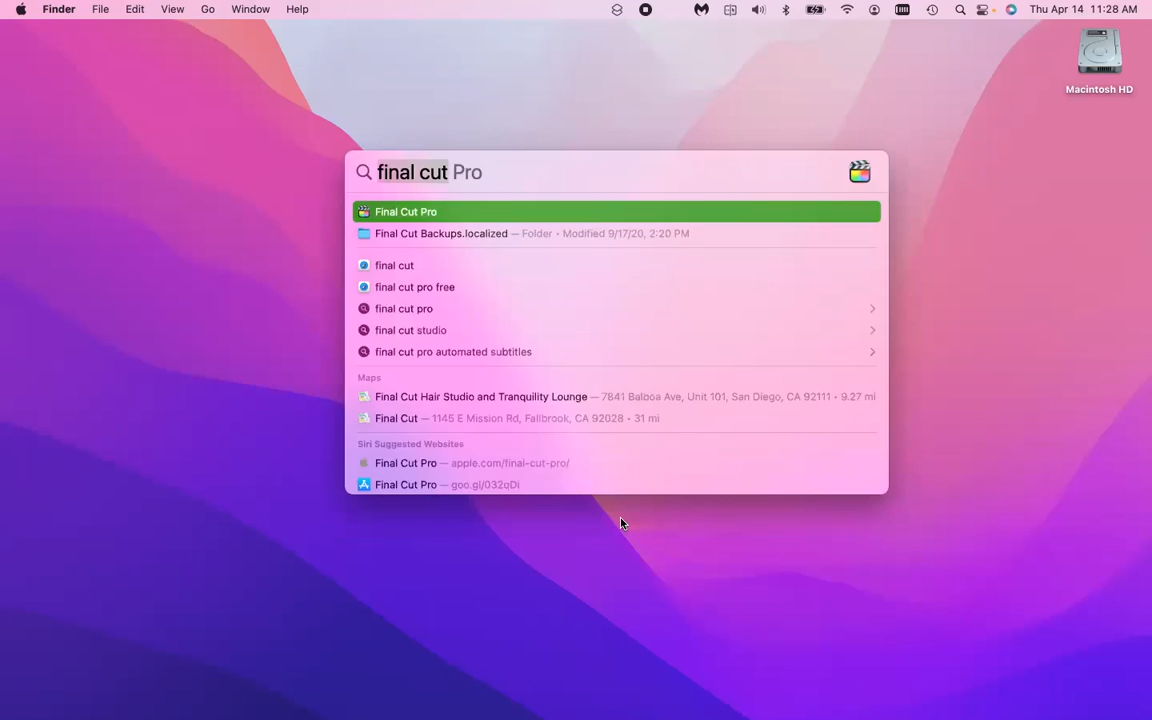 Finder File Edit View Go Window Help Thu Apr 14 11:28 AM
Macintosh HD
final cut Pro
Final Cut Pro
Final Cut Backups.localized — Folder • Modified 9/17/20, 2:20 PM
final cut
final cut pro free
final cut pro
final cut studio
final cut pro automated subtitles
Maps
Final Cut Hair Studio and Tranquility Lounge — 7841 Balboa Ave, Unit 101, San Diego, CA 92111 • 9.27 mi
Final Cut — 1145 E Mission Rd, Fallbrook, CA 92028 • 31 mi
Siri Suggested Websites
Final Cut Pro — apple.com/final-cut-pro/
Final Cut Pro — goo.gl/032qDi